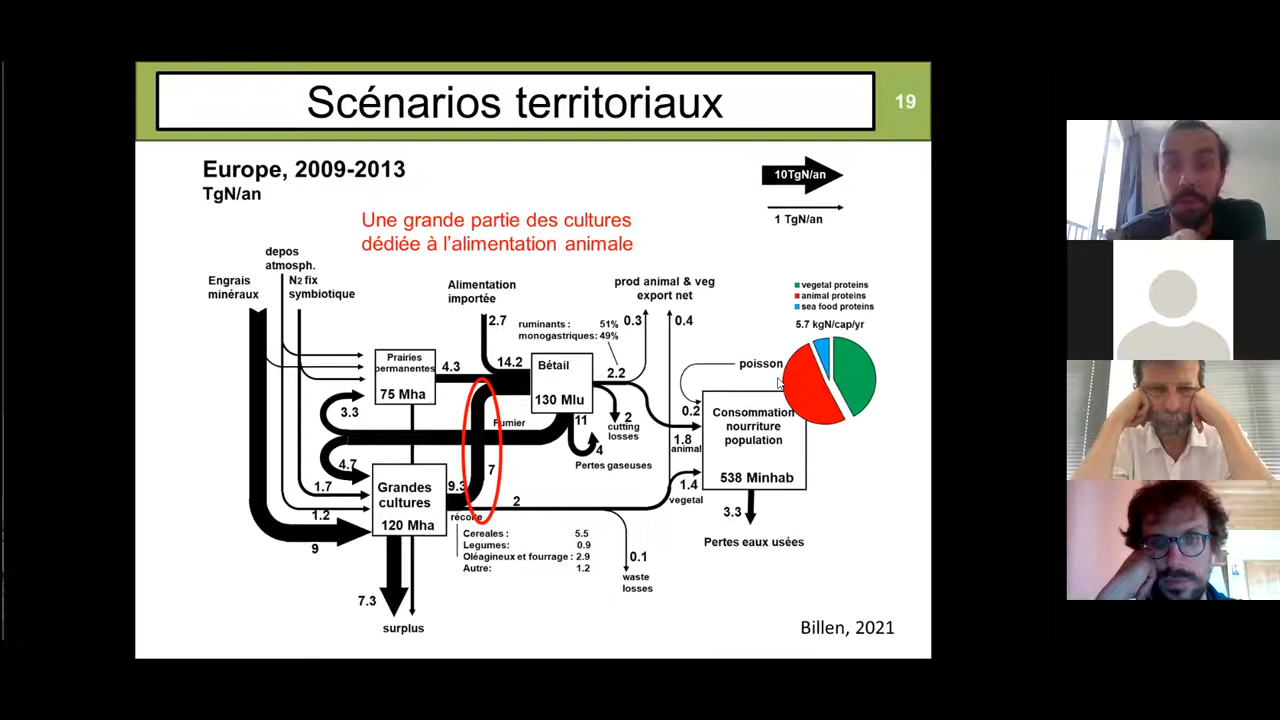 Scénarios territoriaux
19
Europe, 2009-2013
TgN/an
10TgN/an
1 TgN/an
Une grande partie des cultures
dédiée à l'alimentation animale
depos
atmosph.
Engrais
minéraux
N2 fix
symbiotique
Alimentation
importée
2.7
ruminants : 51%
monogastriques: 49%
prod animal & veg
export net
0.3
0.4
vegetal proteins
animal proteins
sea food proteins
5.7 kgN/cap/yr
Prairies
permanentes
75 Mha
4.3
14.2
Bétail
130 Mlu
2.2
poisson
0.2
Consommation
nourriture
population
538 Minhab
3.3
Fumier
11
2
cutting
losses
1.8
animal
4
Pertes gaseuses
4.7
7
1.7
1.2
9
Grandes
cultures
120 Mha
9.3
récolte
2
1.4
vegetal
3.3
Pertes eaux usées
Cereales : 5.5
Legumes: 0.9
Oléagineux et fourrage : 2.9
Autre: 1.2
0.1
waste
losses
7.3
surplus
Billen, 2021